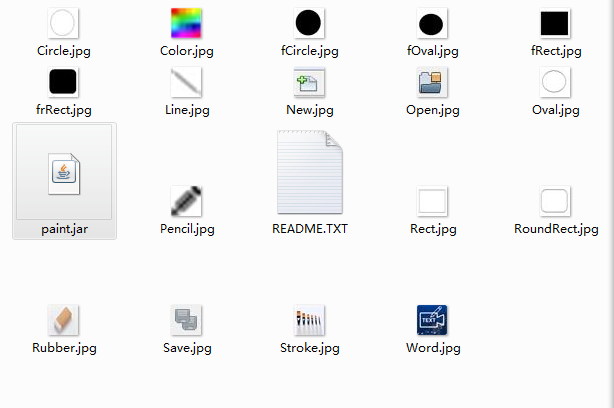 Circle.jpg
Color.jpg
fCircle.jpg
fOval.jpg
fRect.jpg
frRect.jpg
Line.jpg
New.jpg
Open.jpg
Oval.jpg
paint.jar
Pencil.jpg
README.TXT
Rect.jpg
RoundRect.jpg
Rubber.jpg
Save.jpg
Stroke.jpg
TEXT
Word.jpg